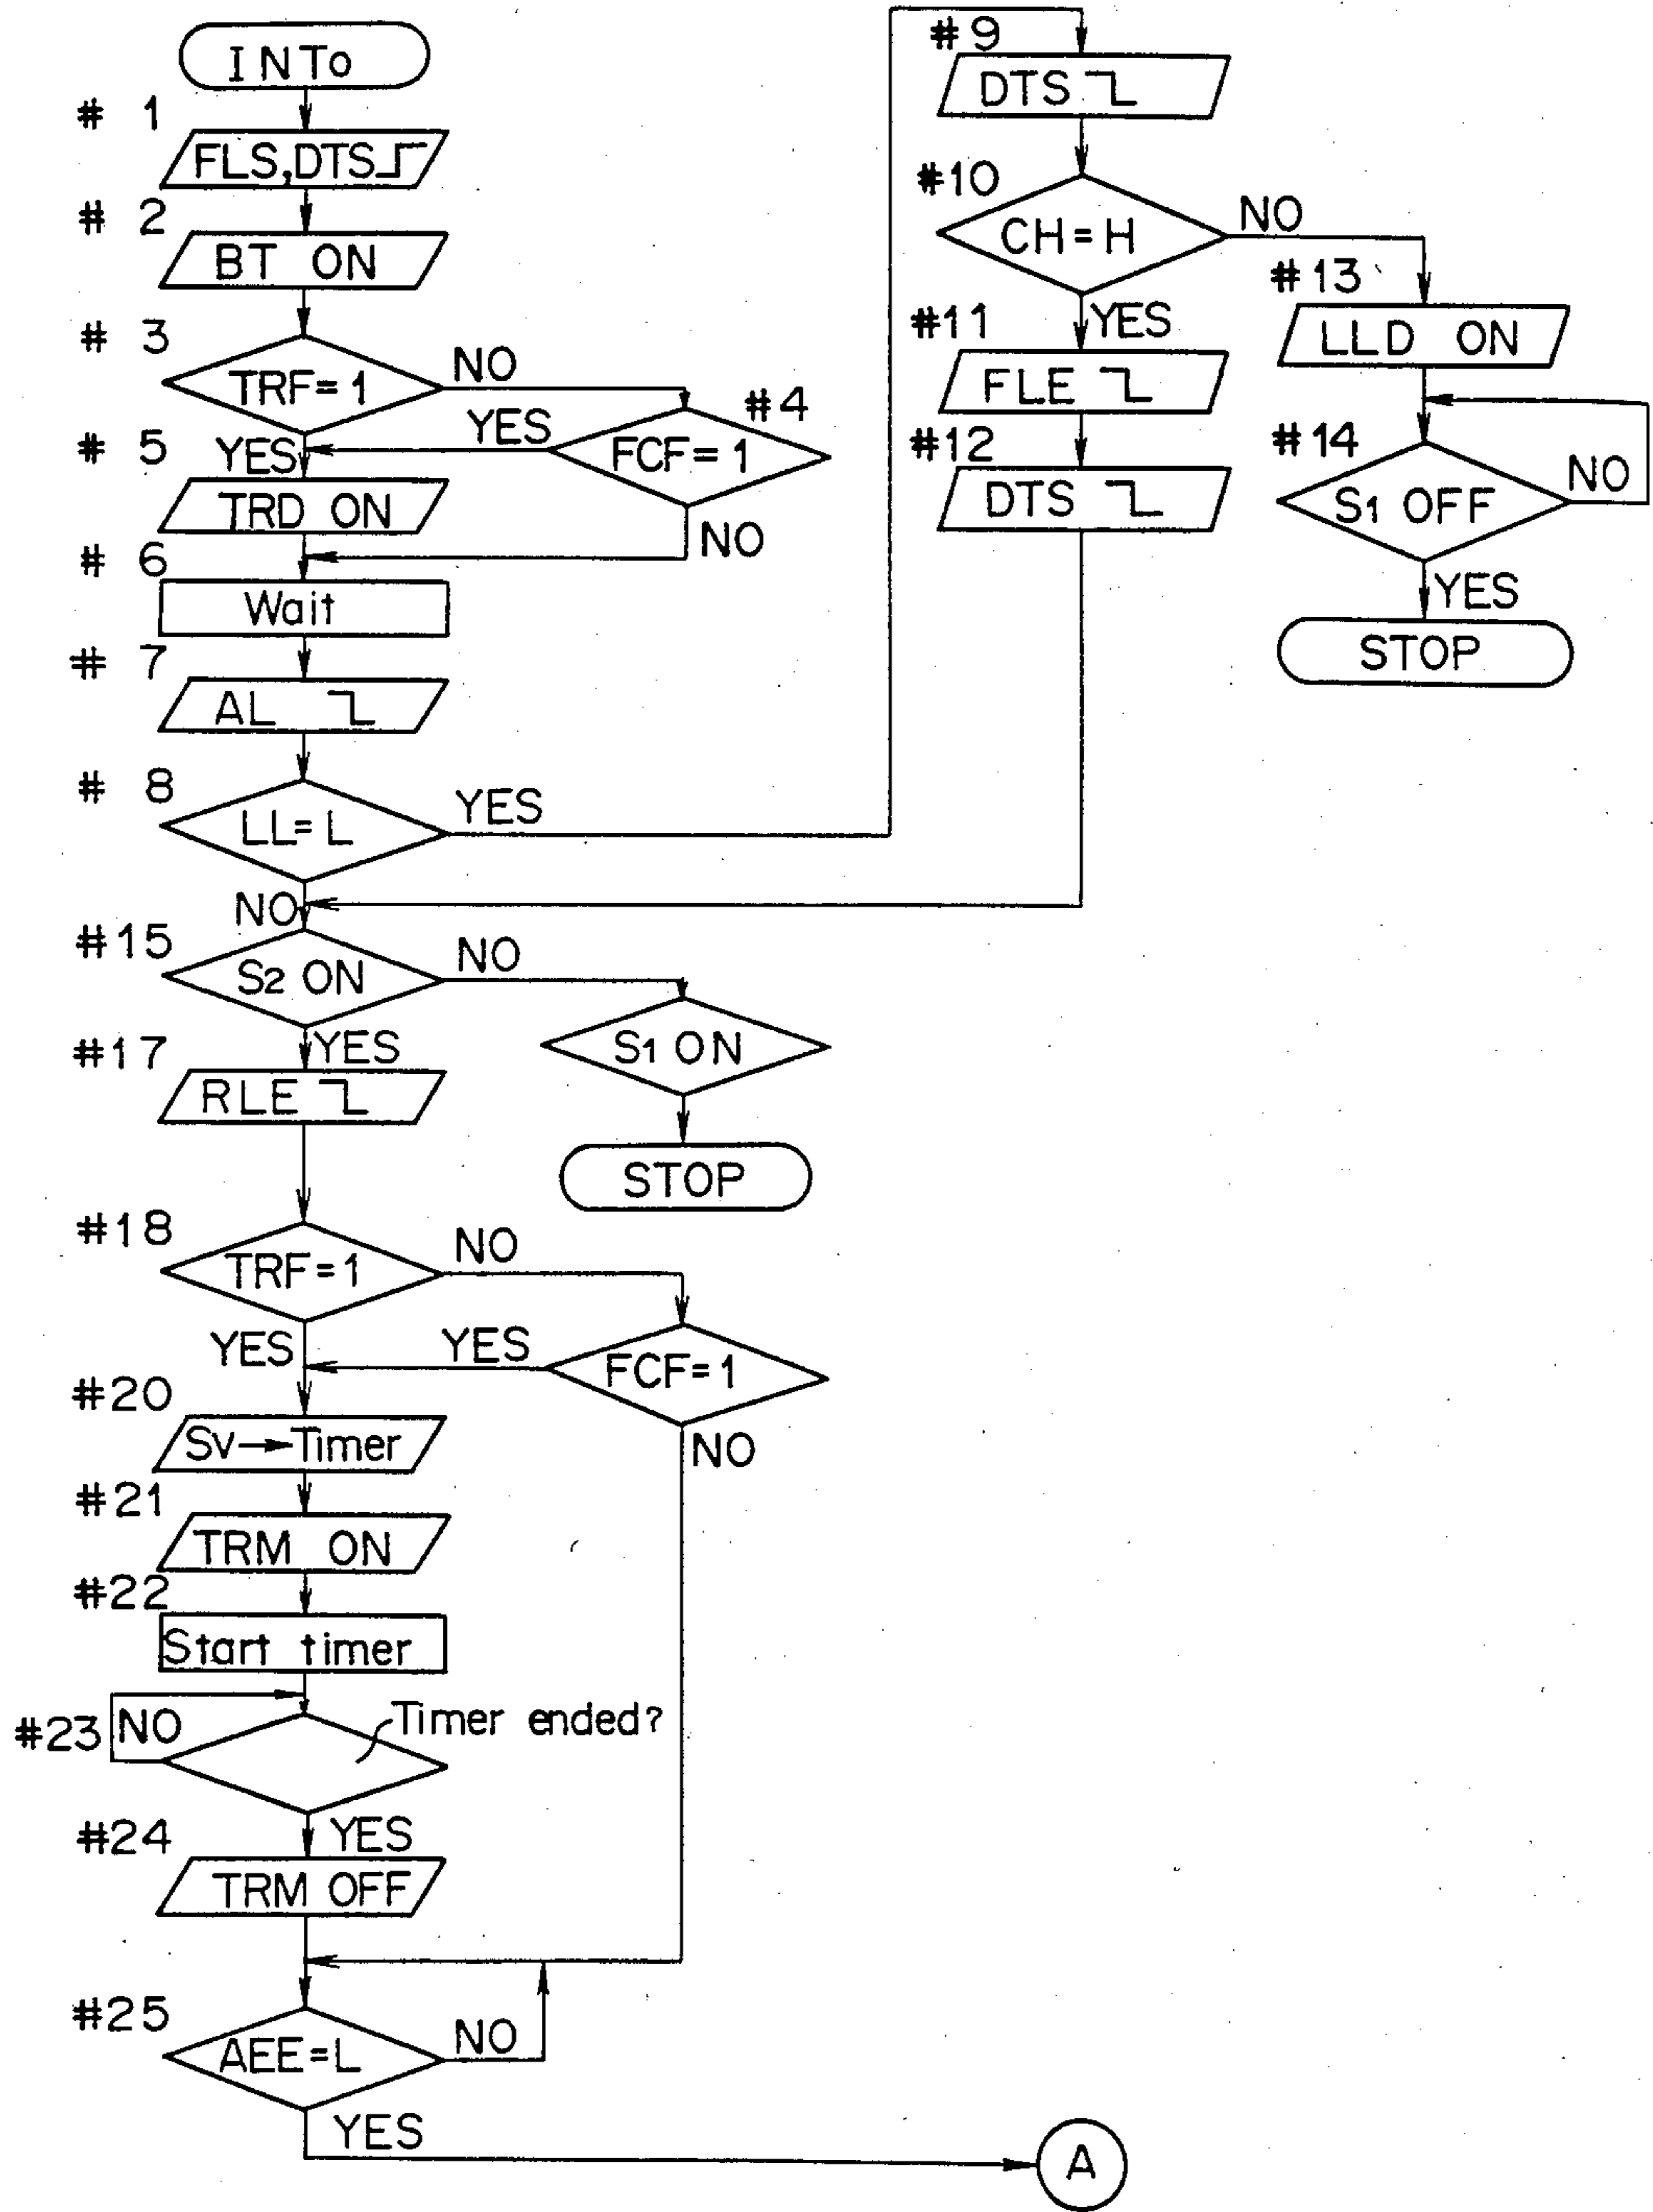 INTo
# 1
FLS,DTS
# 2
BT ON
# 3
TRF=1
NO
#4
FCF=1
YES
NO
# 5
YES
TRD ON
# 6
Wait
# 7
AL
# 8
LL=L
YES
NO
#9
DTS
#10
CH=H
NO
YES
#11
FLE
#12
DTS
#13
LLD ON
#14
S1 OFF
NO
YES
STOP
#15
S2 ON
NO
YES
S1 ON
STOP
#17
RLE
#18
TRF=1
NO
YES
YES
FCF=1
NO
#20
Sv→Timer
#21
TRM ON
#22
Start timer
#23
NO
Timer ended?
YES
#24
TRM OFF
#25
AEE=L
NO
YES
A